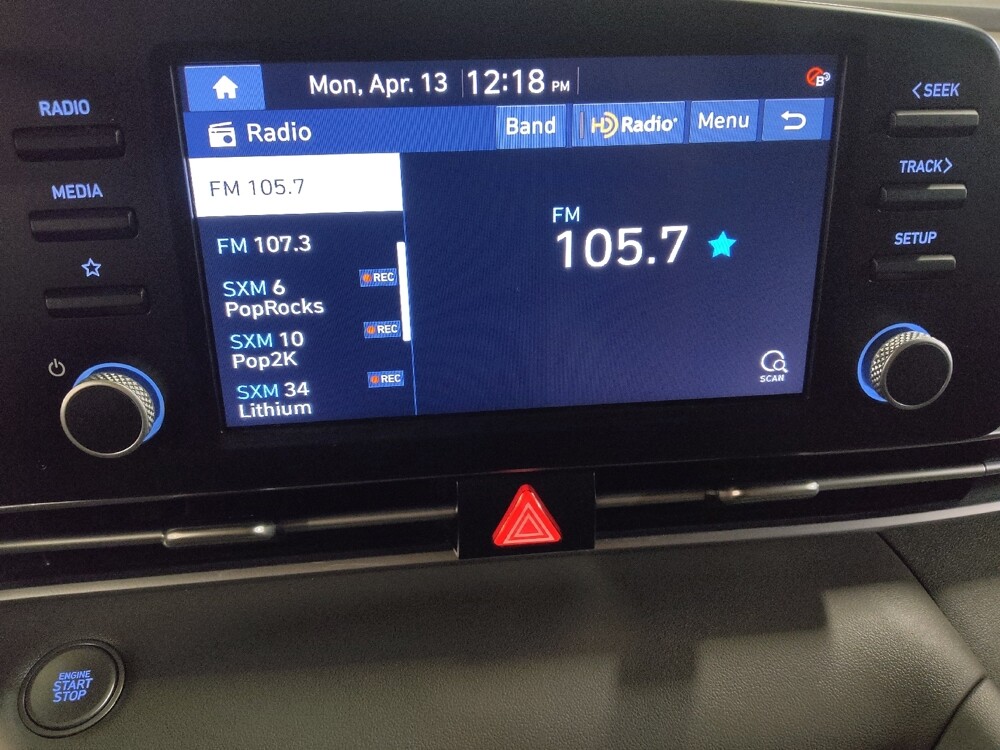 RADIO
MEDIA
Mon, Apr. 13 12:18 PM
B
Radio
Band
HD Radio
Menu
FM 105.7
FM 107.3
SXM 6
REC
PopRocks
SXM 10
REC
Pop2K
SXM 34
REC
Lithium
FM
105.7
SCAN
<SEEK
TRACK>
SETUP
ENGINE
START
STOP